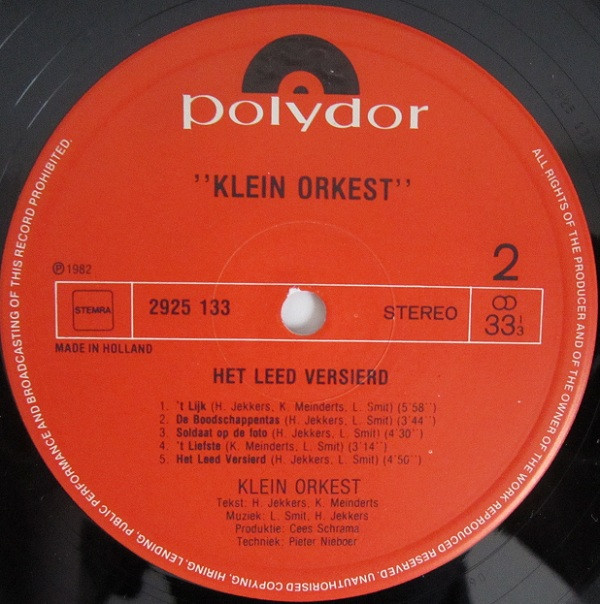 polydor
''KLEIN ORKEST''
℗ 1982
2
STEMRA
2925 133
STEREO
33 1/3
MADE IN HOLLAND
HET LEED VERSIERD
1. 't Lijk (H. Jekkers, K. Meinderts, L. Smit) (5'58'')
2. De Boodschappentas (H. Jekkers, L. Smit) (3'44'')
3. Soldaat op de foto (H. Jekkers, L. Smit) (4'30'')
4. 't Liefste (K. Meinderts, L. Smit) (3'14'')
5. Het Leed Versierd (H. Jekkers, L. Smit)
KLEIN ORKEST
Tekst: H. Jekkers, K. Meinderts
Muziek: L. Smit, H. Jekkers
Produktie: Cees Schrama
Techniek: Pieter Nieboer
ALL RIGHTS OF THE PRODUCER AND OF THE OWNER OF THE WORK REPRODUCED RESERVED. UNAUTHORISED COPYING, HIRING, LENDING, PUBLIC PERFORMANCE AND BROADCASTING OF THIS RECORD PROHIBITED.